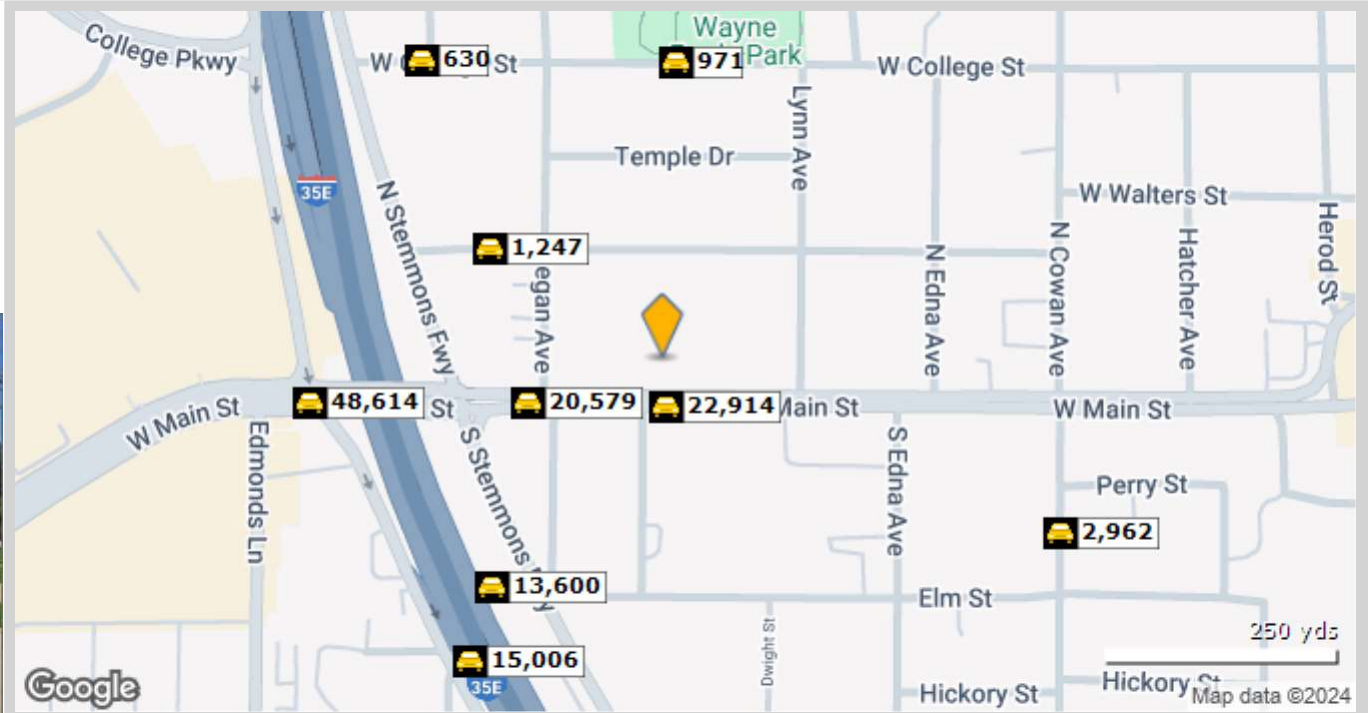 College Pkwy
W
630
St
971
Wayne
Park
W College St
Temple Dr
Lynn Ave
35E
N Stemmons Fwy
W Walters St
1,247
egan Ave
N Edna Ave
N Cowan Ave
Hatcher Ave
Herod St
W Main St
48,614
St
20,579
22,914
Main St
W Main St
Edmonds Ln
S Stemmons
S Edna Ave
Perry St
2,962
13,600
Elm St
Dwight St
250 yds
15,006
35E
Hickory St
Hickory St
Google
Map data ©2024